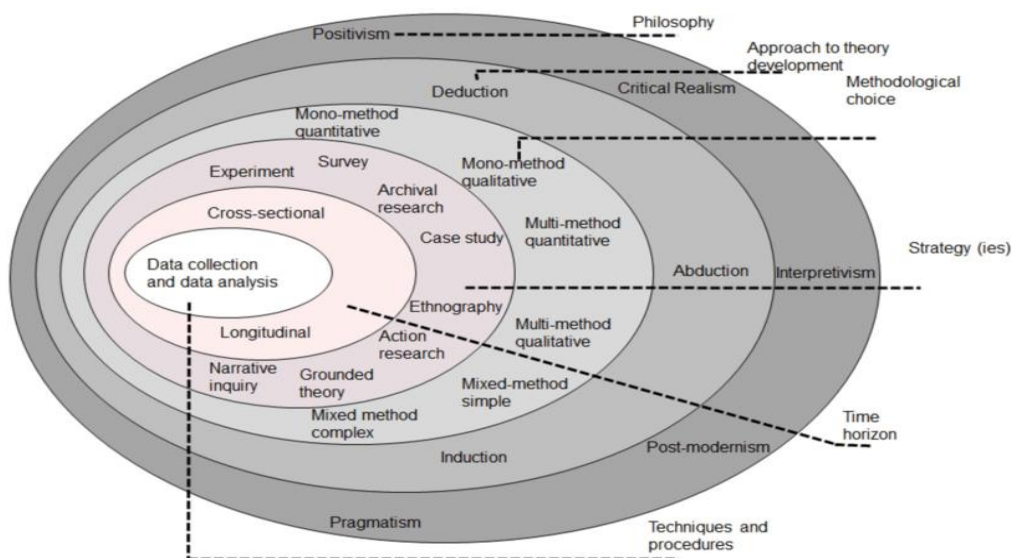 Philosophy
Positivism
Approach to theory
development
Deduction
Critical Realism
Methodological
choice
Mono-method
quantitative
Survey
Experiment
Mono-method
qualitative
Archival
research
Cross-sectional
Multi-method
quantitative
Case study
Strategy (ies)
Data collection
and data analysis
Abduction
Interpretivism
Ethnography
Longitudinal
Multi-method
qualitative
Action
research
Narrative
inquiry
Grounded
theory
Mixed-method
simple
Mixed method
complex
Time
horizon
Post-modernism
Induction
Pragmatism
Techniques and
procedures